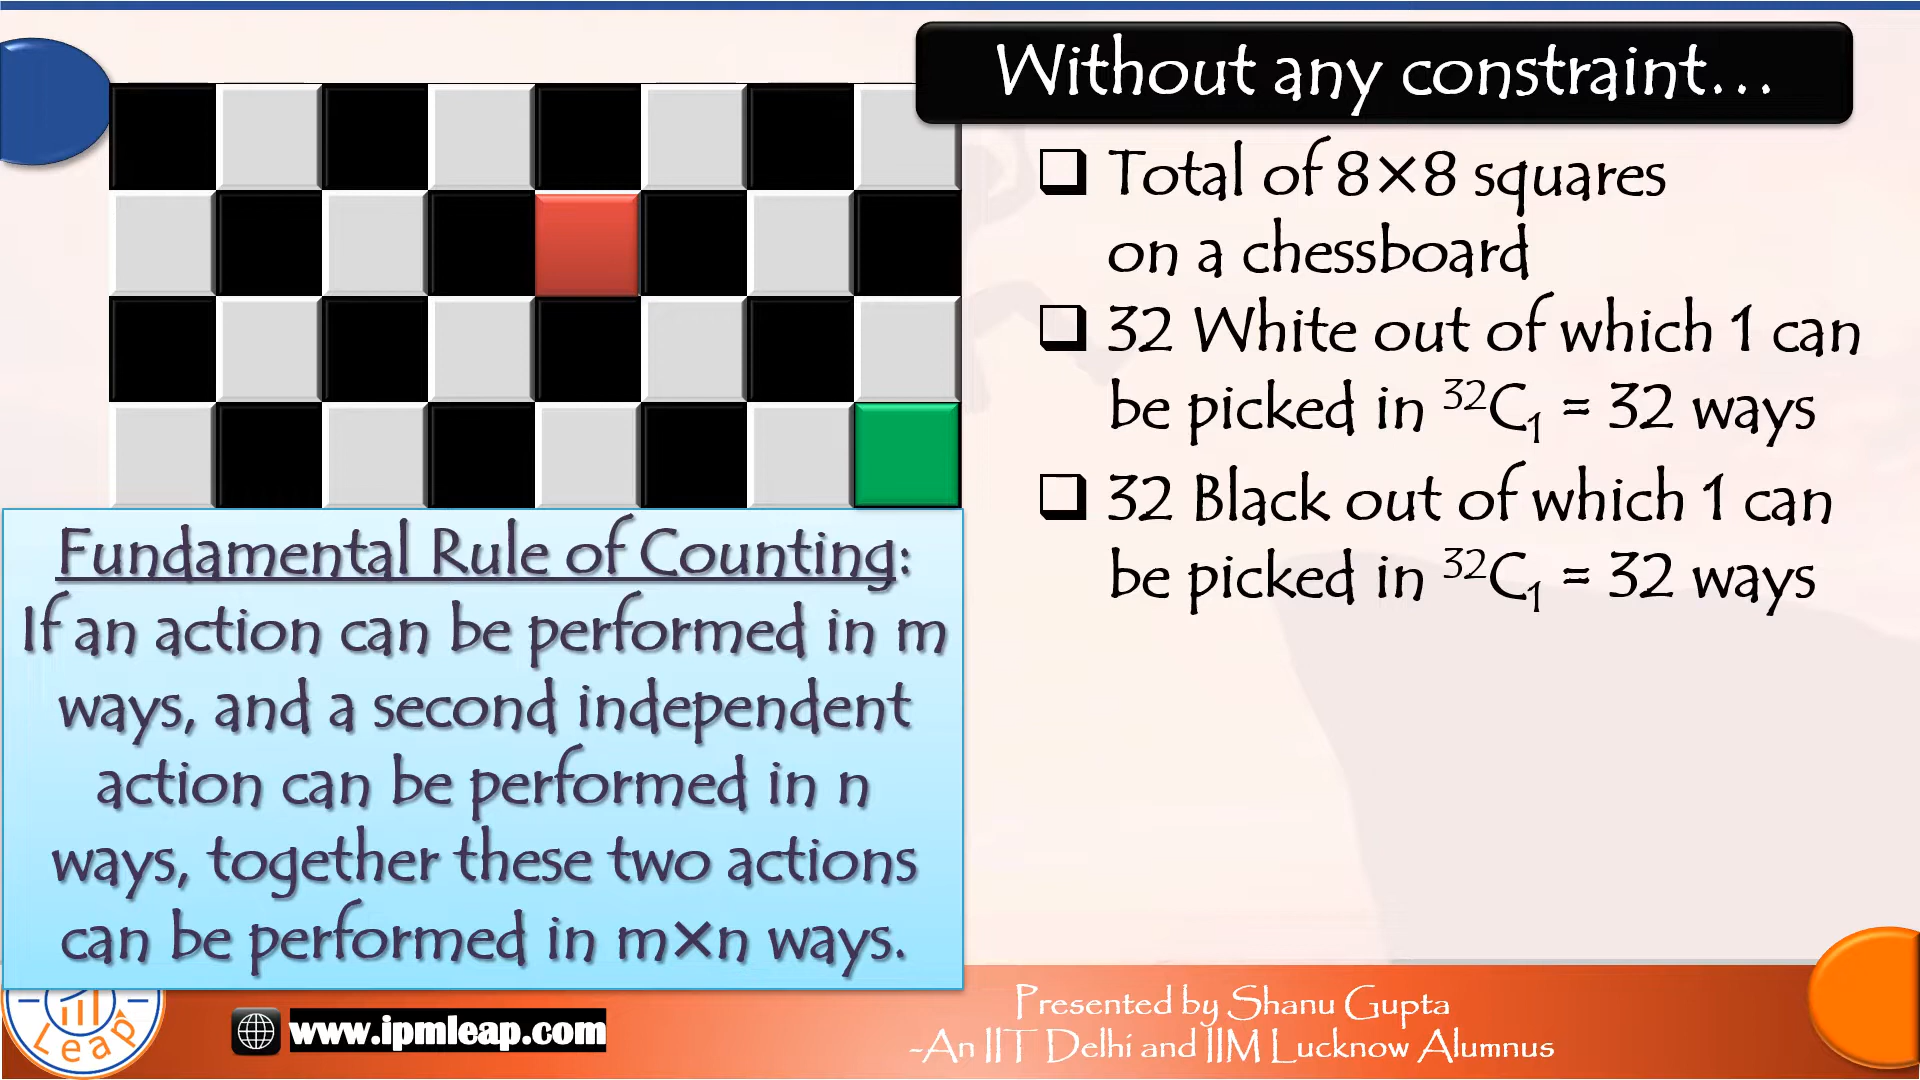 Without any constraint...
❑ Total of 8×8 squares
on a chessboard
❑ 32 White out of which 1 can
be picked in ³²C₁ = 32 ways
❑ 32 Black out of which 1 can
be picked in ³²C₁ = 32 ways
Fundamental Rule of Counting:
If an action can be performed in m
ways, and a second independent
action can be performed in n
ways, together these two actions
can be performed in m×n ways.
Leap
www.ipmleap.com
Presented by Shanu Gupta
-An IIT Delhi and IIM Lucknow Alumnus